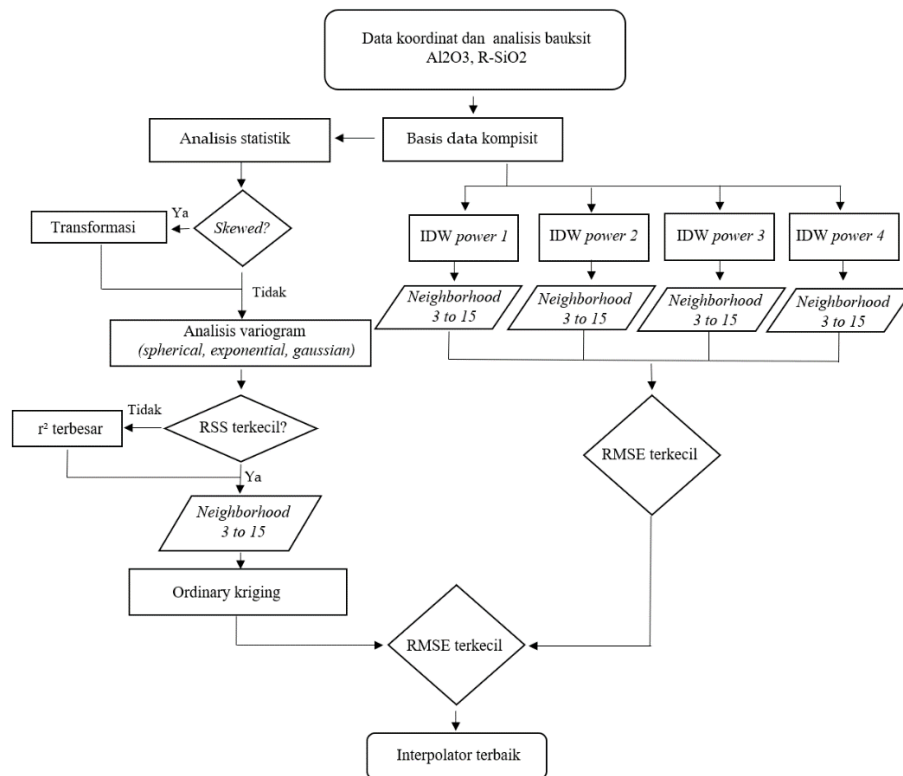 Data koordinat dan analisis bauksit
Al2O3, R-SiO2
Analisis statistik
Basis data kompisit
Ya
Skewed?
Transformasi
Tidak
IDW power 1
IDW power 2
IDW power 3
IDW power 4
Neighborhood
3 to 15
Neighborhood
3 to 15
Neighborhood
3 to 15
Neighborhood
3 to 15
Analisis variogram
(spherical, exponential, gaussian)
Tidak
r² terbesar
RSS terkecil?
Ya
RMSE terkecil
Neighborhood
3 to 15
Ordinary kriging
RMSE terkecil
Interpolator terbaik